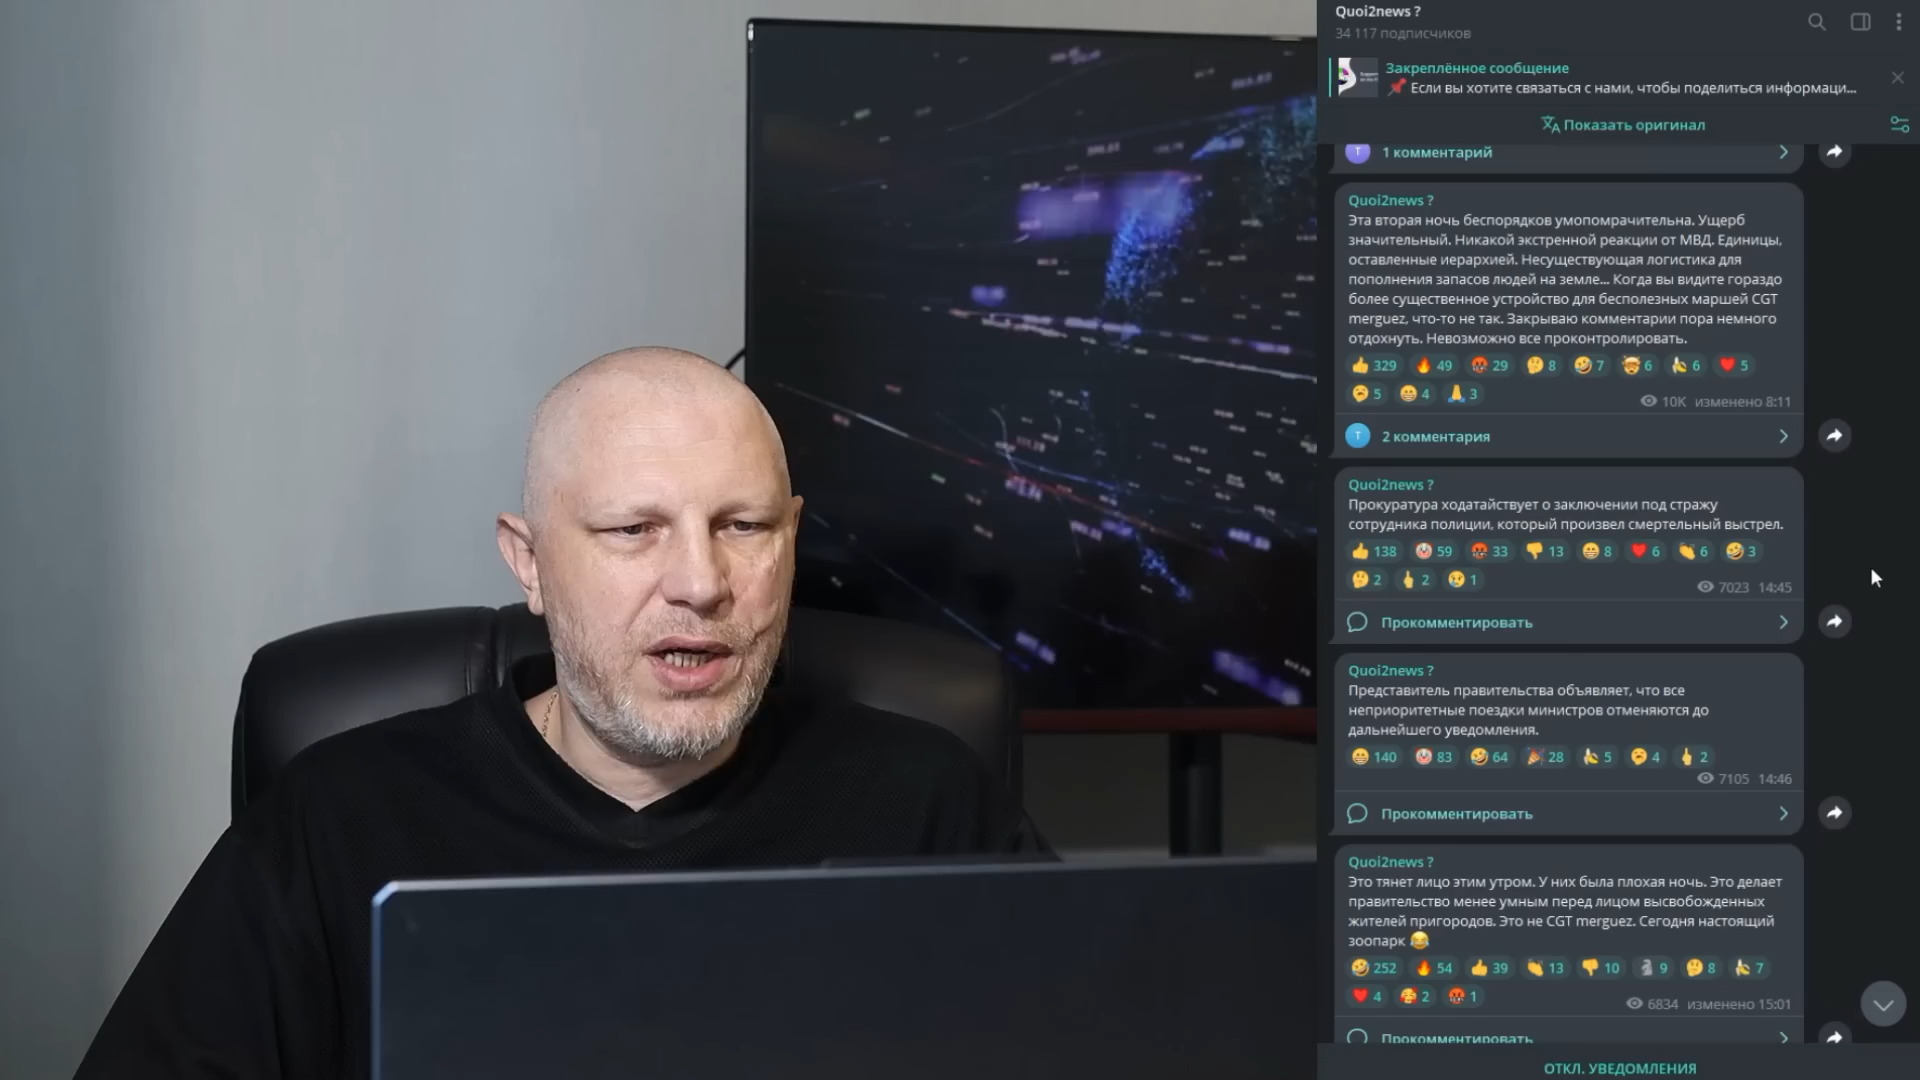 Quoi2news ?
34 117 подписчиков
Закреплённое сообщение
📌 Если вы хотите связаться с нами, чтобы поделиться информаци...
Показать оригинал
1 комментарий
Quoi2news ?
Эта вторая ночь беспорядков умопомрачительна. Ущерб
значительный. Никакой экстренной реакции от МВД. Единицы,
оставленные иерархией. Несуществующая логистика для
пополнения запасов людей на земле... Когда вы видите гораздо
более существенное устройство для бесполезных маршей CGT
merguez, что-то не так. Закрываю комментарии пора немного
отдохнуть. Невозможно все проконтролировать.
👍 329 🔥 49 🤬 29 🤔 8 🤣 7 🤯 6 🍌 6 ❤ 5
🥱 5 😁 4 🙏 3
10K изменено 8:11
Т 2 комментария
Quoi2news ?
Прокуратура ходатайствует о заключении под стражу
сотрудника полиции, который произвел смертельный выстрел.
👍 138 🤡 59 🤬 33 👎 13 😁 8 ❤ 6 👏 6 🤣 3
🤔 2 🖕 2 😢 1
7023 14:45
Прокомментировать
Quoi2news ?
Представитель правительства объявляет, что все
неприоритетные поездки министров отменяются до
дальнейшего уведомления.
😁 140 🤡 83 🤣 64 🎉 28 🍌 5 🥱 4 🖕 2
7105 14:46
Прокомментировать
Quoi2news ?
Это тянет лицо этим утром. У них была плохая ночь. Это делает
правительство менее умным перед лицом высвобожденных
жителей пригородов. Это не CGT merguez. Сегодня настоящий
зоопарк 😂
🤣 252 🔥 54 👍 39 👏 13 👎 10 🗿 9 🤔 8 🍌 7
❤ 4 🥰 2 🤬 1
6834 изменено 15:01
Прокомментировать
ОТКЛ. УВЕДОМЛЕНИЯ